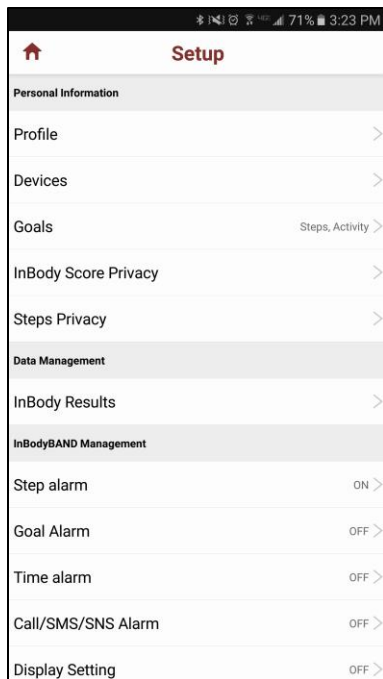 71% 3:23 PM
Setup
Personal Information
Profile
Devices
Goals Steps, Activity
InBody Score Privacy
Steps Privacy
Data Management
InBody Results
InBodyBAND Management
Step alarm ON
Goal Alarm OFF
Time alarm OFF
Call/SMS/SNS Alarm OFF
Display Setting OFF